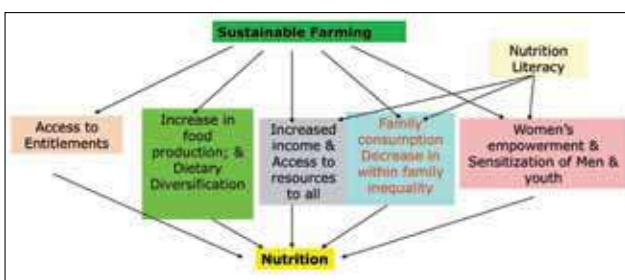 Sustainable Farming
Nutrition
Literacy
Access to
Entitlements
Increase in
food
production; &
Dietary
Diversification
Increased
income &
Access to
resources
to all
Family
consumption
Decrease in
within family
inequality
Women's
empowerment &
Sensitization of Men &
youth
Nutrition